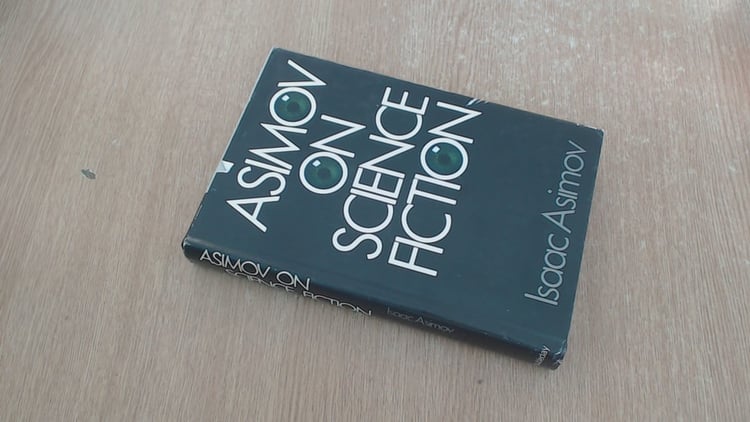 ASIMOV
ON
SCIENCE
FICTION
Isaac Asimov
ASIMOV ON
SCIENCE FICTION
Isaac Asimov